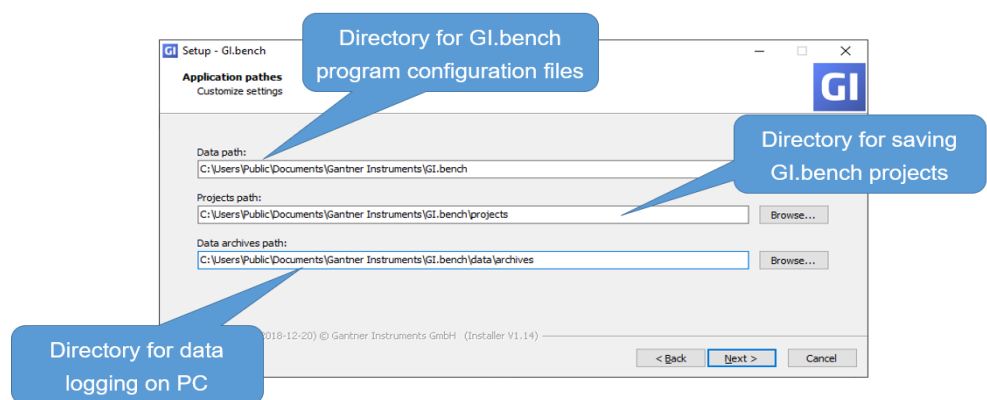 Directory for GI.bench
program configuration files
GI Setup - GI.bench
Application pathes
Customize settings
GI
Directory for saving
GI.bench projects
Data path:
C:\Users\Public\Documents\Gantner Instruments\GI.bench
Projects path:
C:\Users\Public\Documents\Gantner Instruments\GI.bench\projects
Browse...
Data archives path:
C:\Users\Public\Documents\Gantner Instruments\GI.bench\data\archives
Browse...
2018-12-20) © Gantner Instruments GmbH (Installer V1.14)
Directory for data
logging on PC
< Back
Next >
Cancel